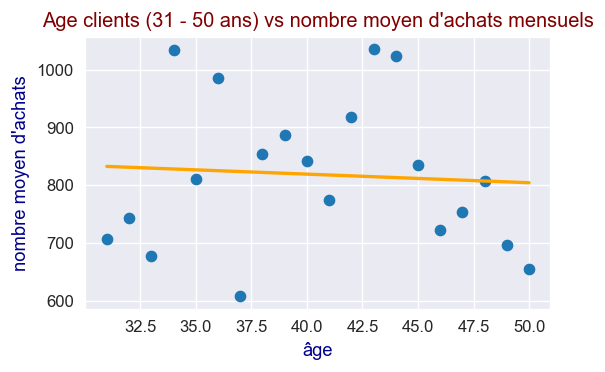 Age clients (31 - 50 ans) vs nombre moyen d'achats mensuels
nombre moyen d'achats
1000
900
800
700
600
32.5 35.0 37.5 40.0 42.5 45.0 47.5 50.0
âge